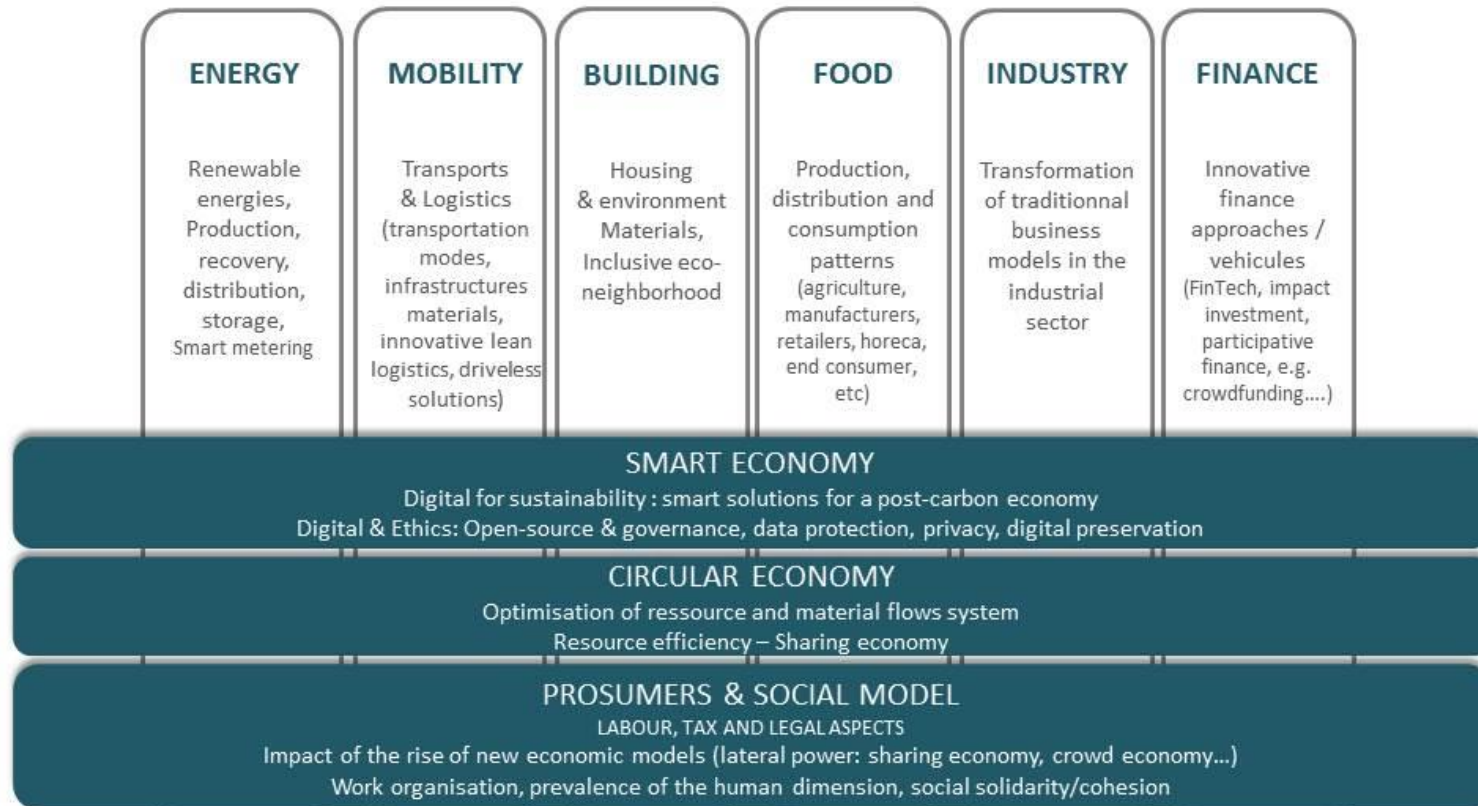 ENERGY
Renewable
energies,
Production,
recovery,
distribution,
storage,
Smart metering
MOBILITY
Transports
& Logistics
(transportation
modes,
infrastructures
materials,
innovative lean
logistics, driveless
solutions)
BUILDING
Housing
& environment
Materials,
Inclusive eco-
neighborhood
FOOD
Production,
distribution and
consumption
patterns
(agriculture,
manufacturers,
retailers, horeca,
end consumer,
etc)
INDUSTRY
Transformation
of traditionnal
business
models in the
industrial
sector
FINANCE
Innovative
finance
approaches /
vehicules
(FinTech, impact
investment,
participative
finance, e.g.
crowdfunding....)
SMART ECONOMY
Digital for sustainability : smart solutions for a post-carbon economy
Digital & Ethics: Open-source & governance, data protection, privacy, digital preservation
CIRCULAR ECONOMY
Optimisation of ressource and material flows system
Resource efficiency – Sharing economy
PROSUMERS & SOCIAL MODEL
LABOUR, TAX AND LEGAL ASPECTS
Impact of the rise of new economic models (lateral power: sharing economy, crowd economy...)
Work organisation, prevalence of the human dimension, social solidarity/cohesion